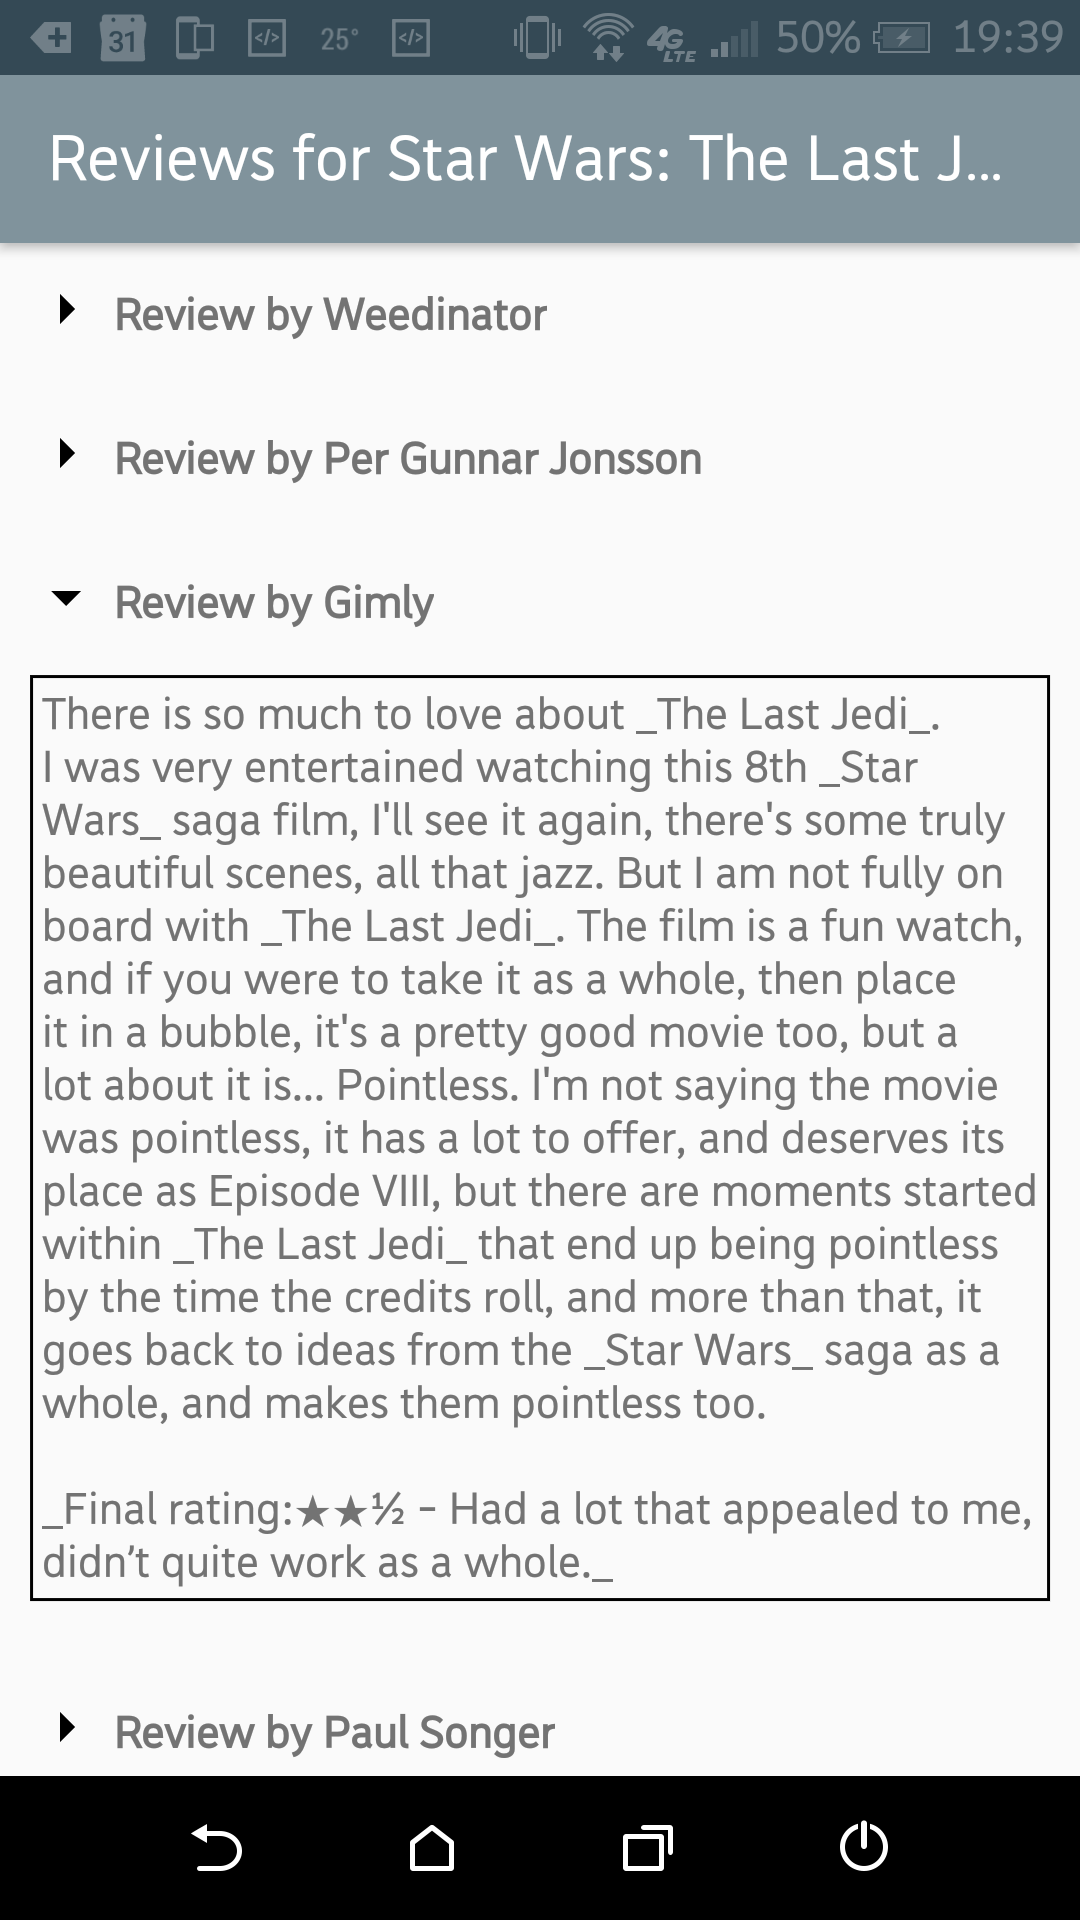 31 25° 4G LTE 50% 19:39
Reviews for Star Wars: The Last J...
Review by Weedinator
Review by Per Gunnar Jonsson
Review by Gimly
There is so much to love about _The Last Jedi_.
I was very entertained watching this 8th _Star
Wars_ saga film, I'll see it again, there's some truly
beautiful scenes, all that jazz. But I am not fully on
board with _The Last Jedi_. The film is a fun watch,
and if you were to take it as a whole, then place
it in a bubble, it's a pretty good movie too, but a
lot about it is... Pointless. I'm not saying the movie
was pointless, it has a lot to offer, and deserves its
place as Episode VIII, but there are moments started
within _The Last Jedi_ that end up being pointless
by the time the credits roll, and more than that, it
goes back to ideas from the _Star Wars_ saga as a
whole, and makes them pointless too.
_Final rating:★★½ - Had a lot that appealed to me,
didn’t quite work as a whole._
Review by Paul Songer